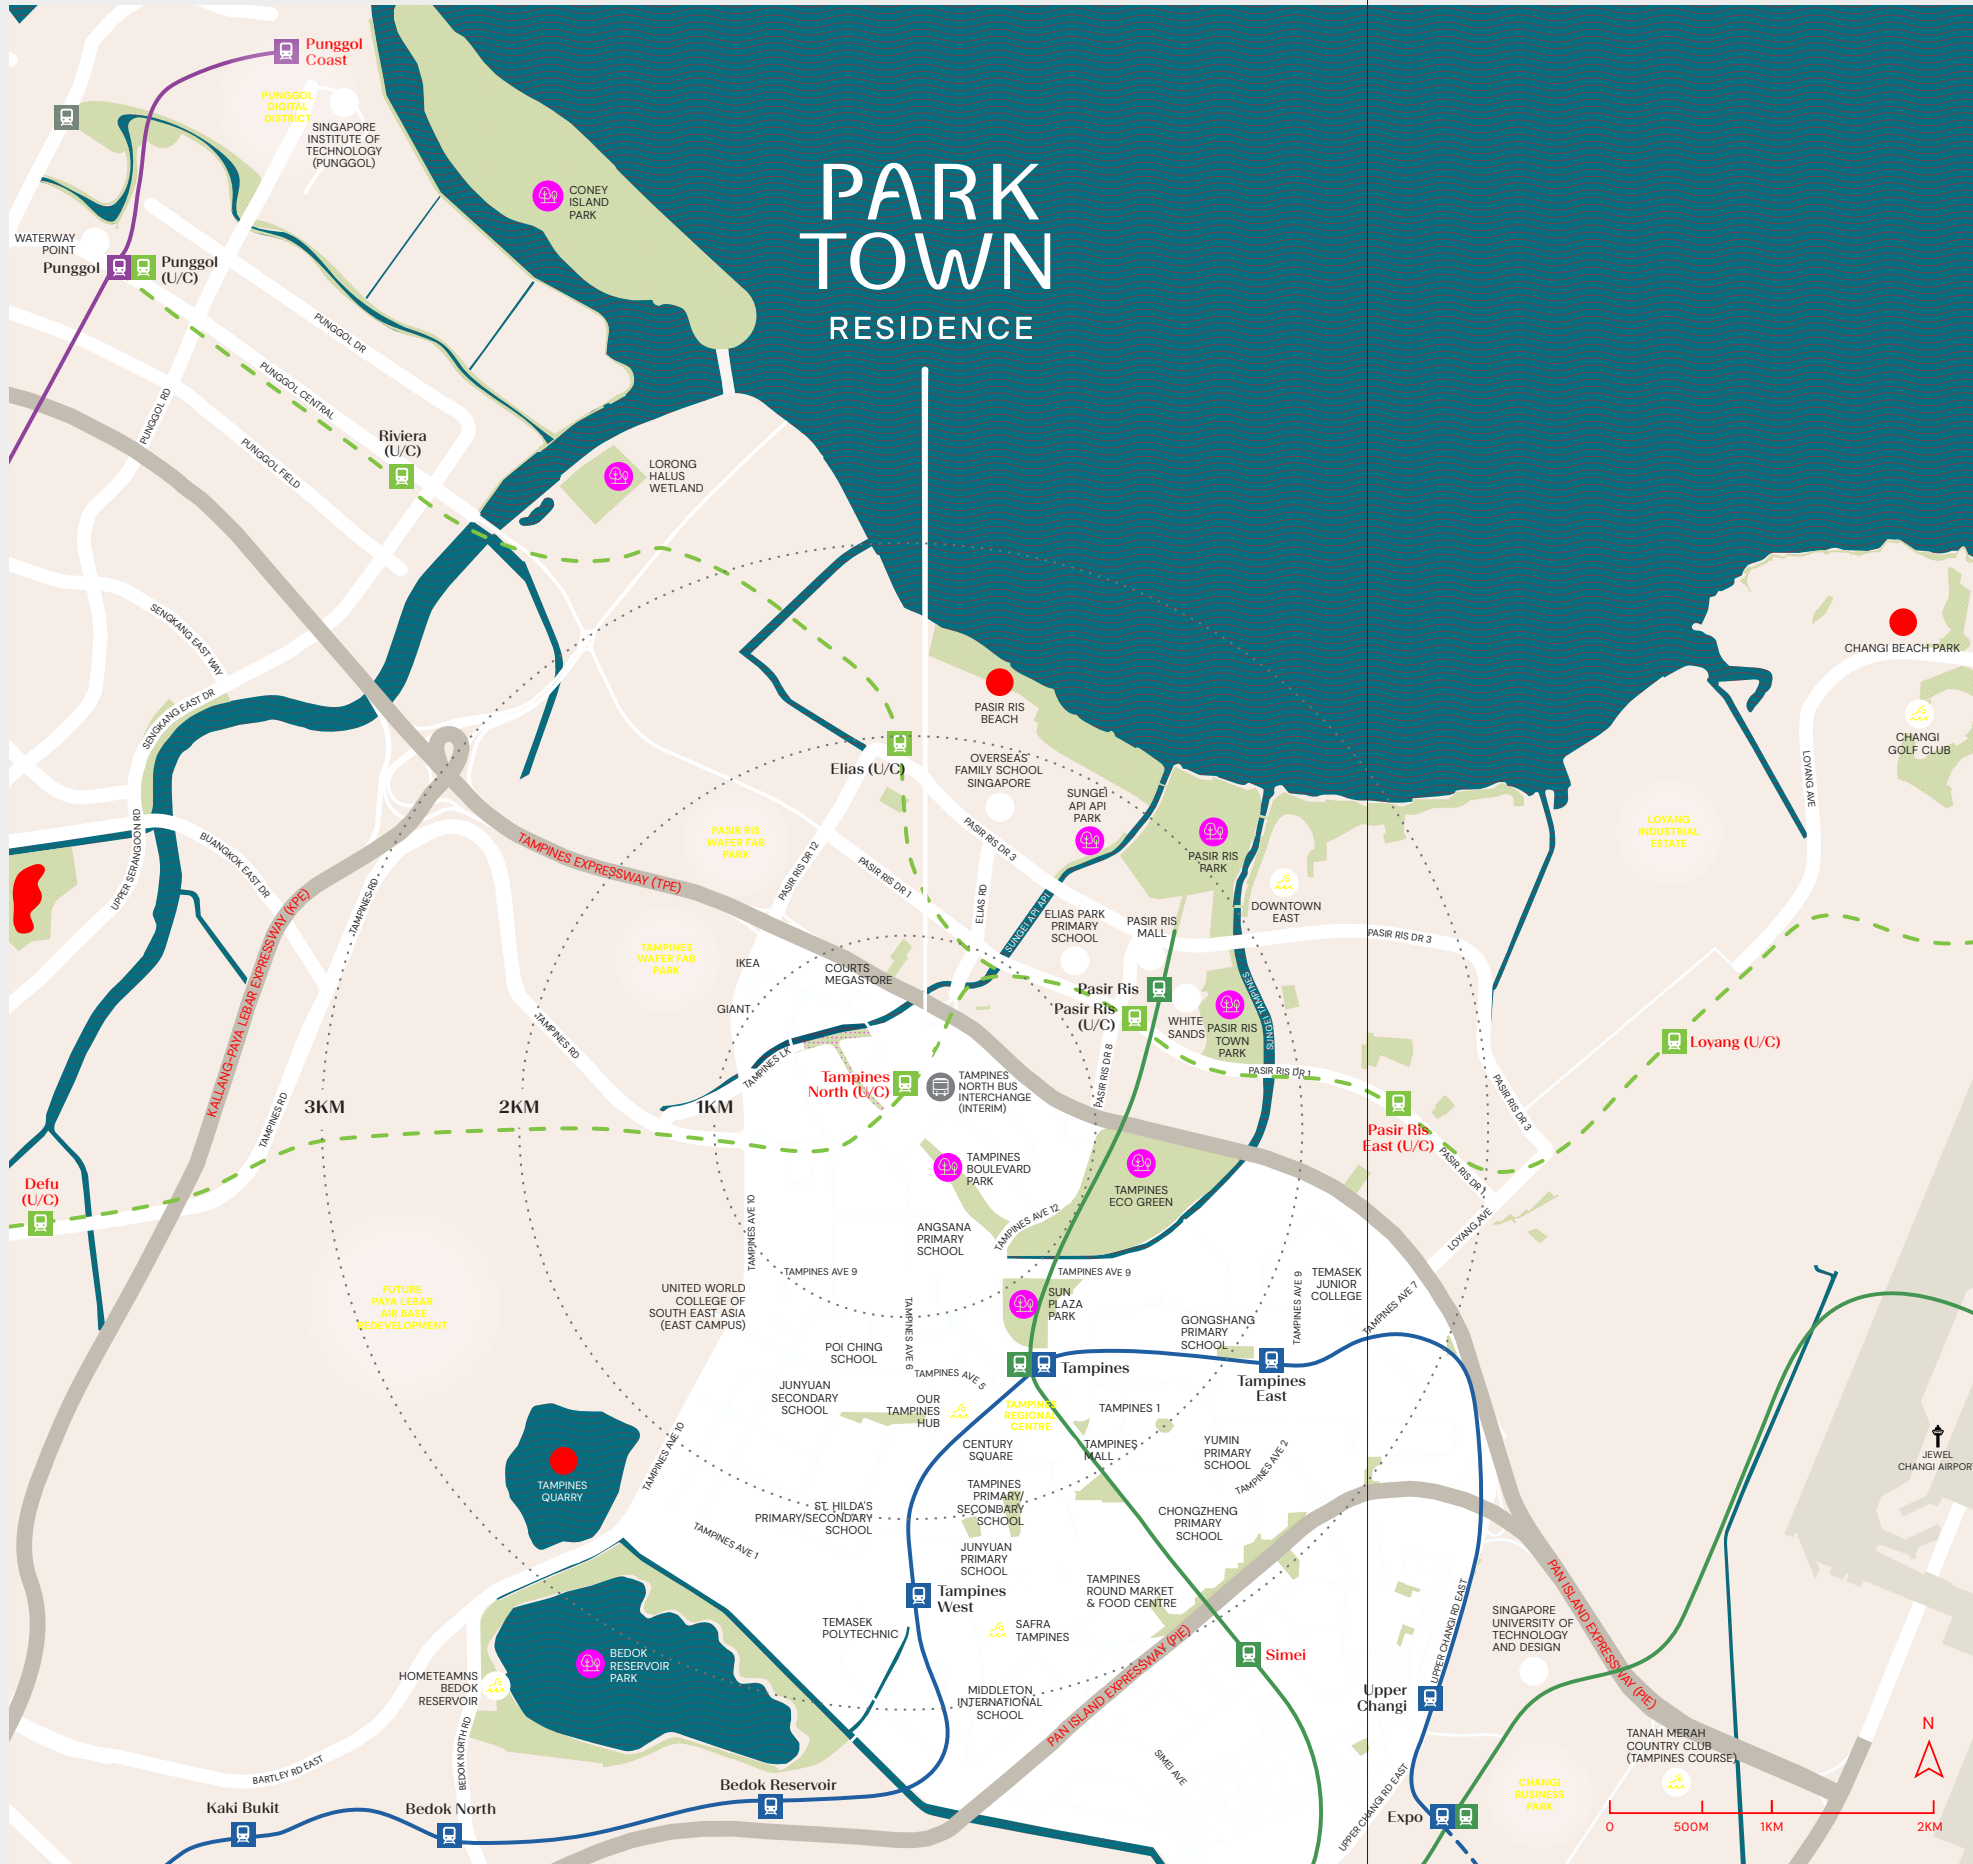 Punggol
Coast
PUNGGOL
DIGITAL
DISTRICT
SINGAPORE
INSTITUTE OF
TECHNOLOGY
(PUNGGOL)
CONEY
ISLAND
PARK
PARK
TOWN
RESIDENCE
WATERWAY
POINT
Punggol
Punggol
(U/C)
PUNGGOL DR
PUNGGOL CENTRAL
PUNGGOL RD
PUNGGOL FIELD
Riviera
(U/C)
LORONG
HALUS
WETLAND
SENGKANG EAST WAY
SENGKANG EAST DR
CHANGI BEACH PARK
PASIR RIS
BEACH
CHANGI
GOLF CLUB
Elias (U/C)
OVERSEAS
FAMILY SCHOOL
SINGAPORE
SUNGEI
API API
PARK
LOYANG AVE
UPPER SERANGOON RD
BUANGKOK EAST DR
TAMPINES EXPRESSWAY (TPE)
PASIR RIS
WAFER FAR
PARK
PASIR RIS DR 12
PASIR RIS DR 3
PASIR RIS DR 1
PASIR RIS
PARK
LOYANG
INDUSTRIAL
ESTATE
TAMPINES RD
KALLANG-PAYA LEBAR EXPRESSWAY (KPE)
TAMPINES
WAFER FAR
PARK
ELIAS RD
SUNGEI API API
ELIAS PARK
PRIMARY
SCHOOL
PASIR RIS
MALL
DOWNTOWN
EAST
PASIR RIS DR 3
IKEA
COURTS
MEGASTORE
GIANT
Pasir Ris
Pasir Ris
(U/C)
WHITE
SANDS
PASIR RIS
TOWN
PARK
SUNGEI TAMPINES
TAMPINES RD
TAMPINES LK
Tampines
North (U/C)
TAMPINES
NORTH BUS
INTERCHANGE
(INTERIM)
PASIR RIS DR 8
PASIR RIS DR 1
Loyang (U/C)
PASIR RIS DR 3
Pasir Ris
East (U/C)
PASIR RIS DR 1
3KM
2KM
1KM
TAMPINES RD
Defu
(U/C)
TAMPINES
BOULEVARD
PARK
TAMPINES
ECO GREEN
TAMPINES AVE 10
ANGSANA
PRIMARY
SCHOOL
TAMPINES AVE 12
LOYANG AVE
TAMPINES AVE 9
TAMPINES AVE 9
TAMPINES AVE 9
TEMASEK
JUNIOR
COLLEGE
TAMPINES AVE 7
FUTURE
PAYA LEBAR
AIR BASE
REDEVELOPMENT
UNITED WORLD
COLLEGE OF
SOUTH EAST ASIA
(EAST CAMPUS)
SUN
PLAZA
PARK
GONGSHANG
PRIMARY
SCHOOL
POI CHING
SCHOOL
TAMPINES AVE 6
TAMPINES AVE 5
Tampines
Tampines
East
JUNYUAN
SECONDARY
SCHOOL
OUR
TAMPINES
HUB
TAMPINES
REGIONAL
CENTRE
TAMPINES 1
CENTURY
SQUARE
TAMPINES
MALL
YUMIN
PRIMARY
SCHOOL
TAMPINES AVE 2
JEWEL
CHANGI AIRPORT
TAMPINES AVE 10
TAMPINES
QUARRY
ST. HILDA'S
PRIMARY/SECONDARY
SCHOOL
TAMPINES
PRIMARY/
SECONDARY
SCHOOL
CHONGZHENG
PRIMARY
SCHOOL
TAMPINES AVE 1
JUNYUAN
PRIMARY
SCHOOL
Tampines
West
TAMPINES
ROUND MARKET
& FOOD CENTRE
TEMASEK
POLYTECHNIC
SAFRA
TAMPINES
PAN ISLAND EXPRESSWAY (PIE)
Simei
SINGAPORE
UNIVERSITY OF
TECHNOLOGY
AND DESIGN
PAN ISLAND EXPRESSWAY (PIE)
UPPER CHANGI RD EAST
BEDOK
RESERVOIR
PARK
HOMETEAMNS
BEDOK
RESERVOIR
MIDDLETON
INTERNATIONAL
SCHOOL
Upper
Changi
BEDOK NORTH RD
BARTLEY RD EAST
SIMEI AVE
UPPER CHANGI RD EAST
TANAH MERAH
COUNTRY CLUB
(TAMPINES COURSE)
CHANGI
BUSINESS
PARK
N
Kaki Bukit
Bedok North
Bedok Reservoir
Expo
0
500M
1KM
2KM